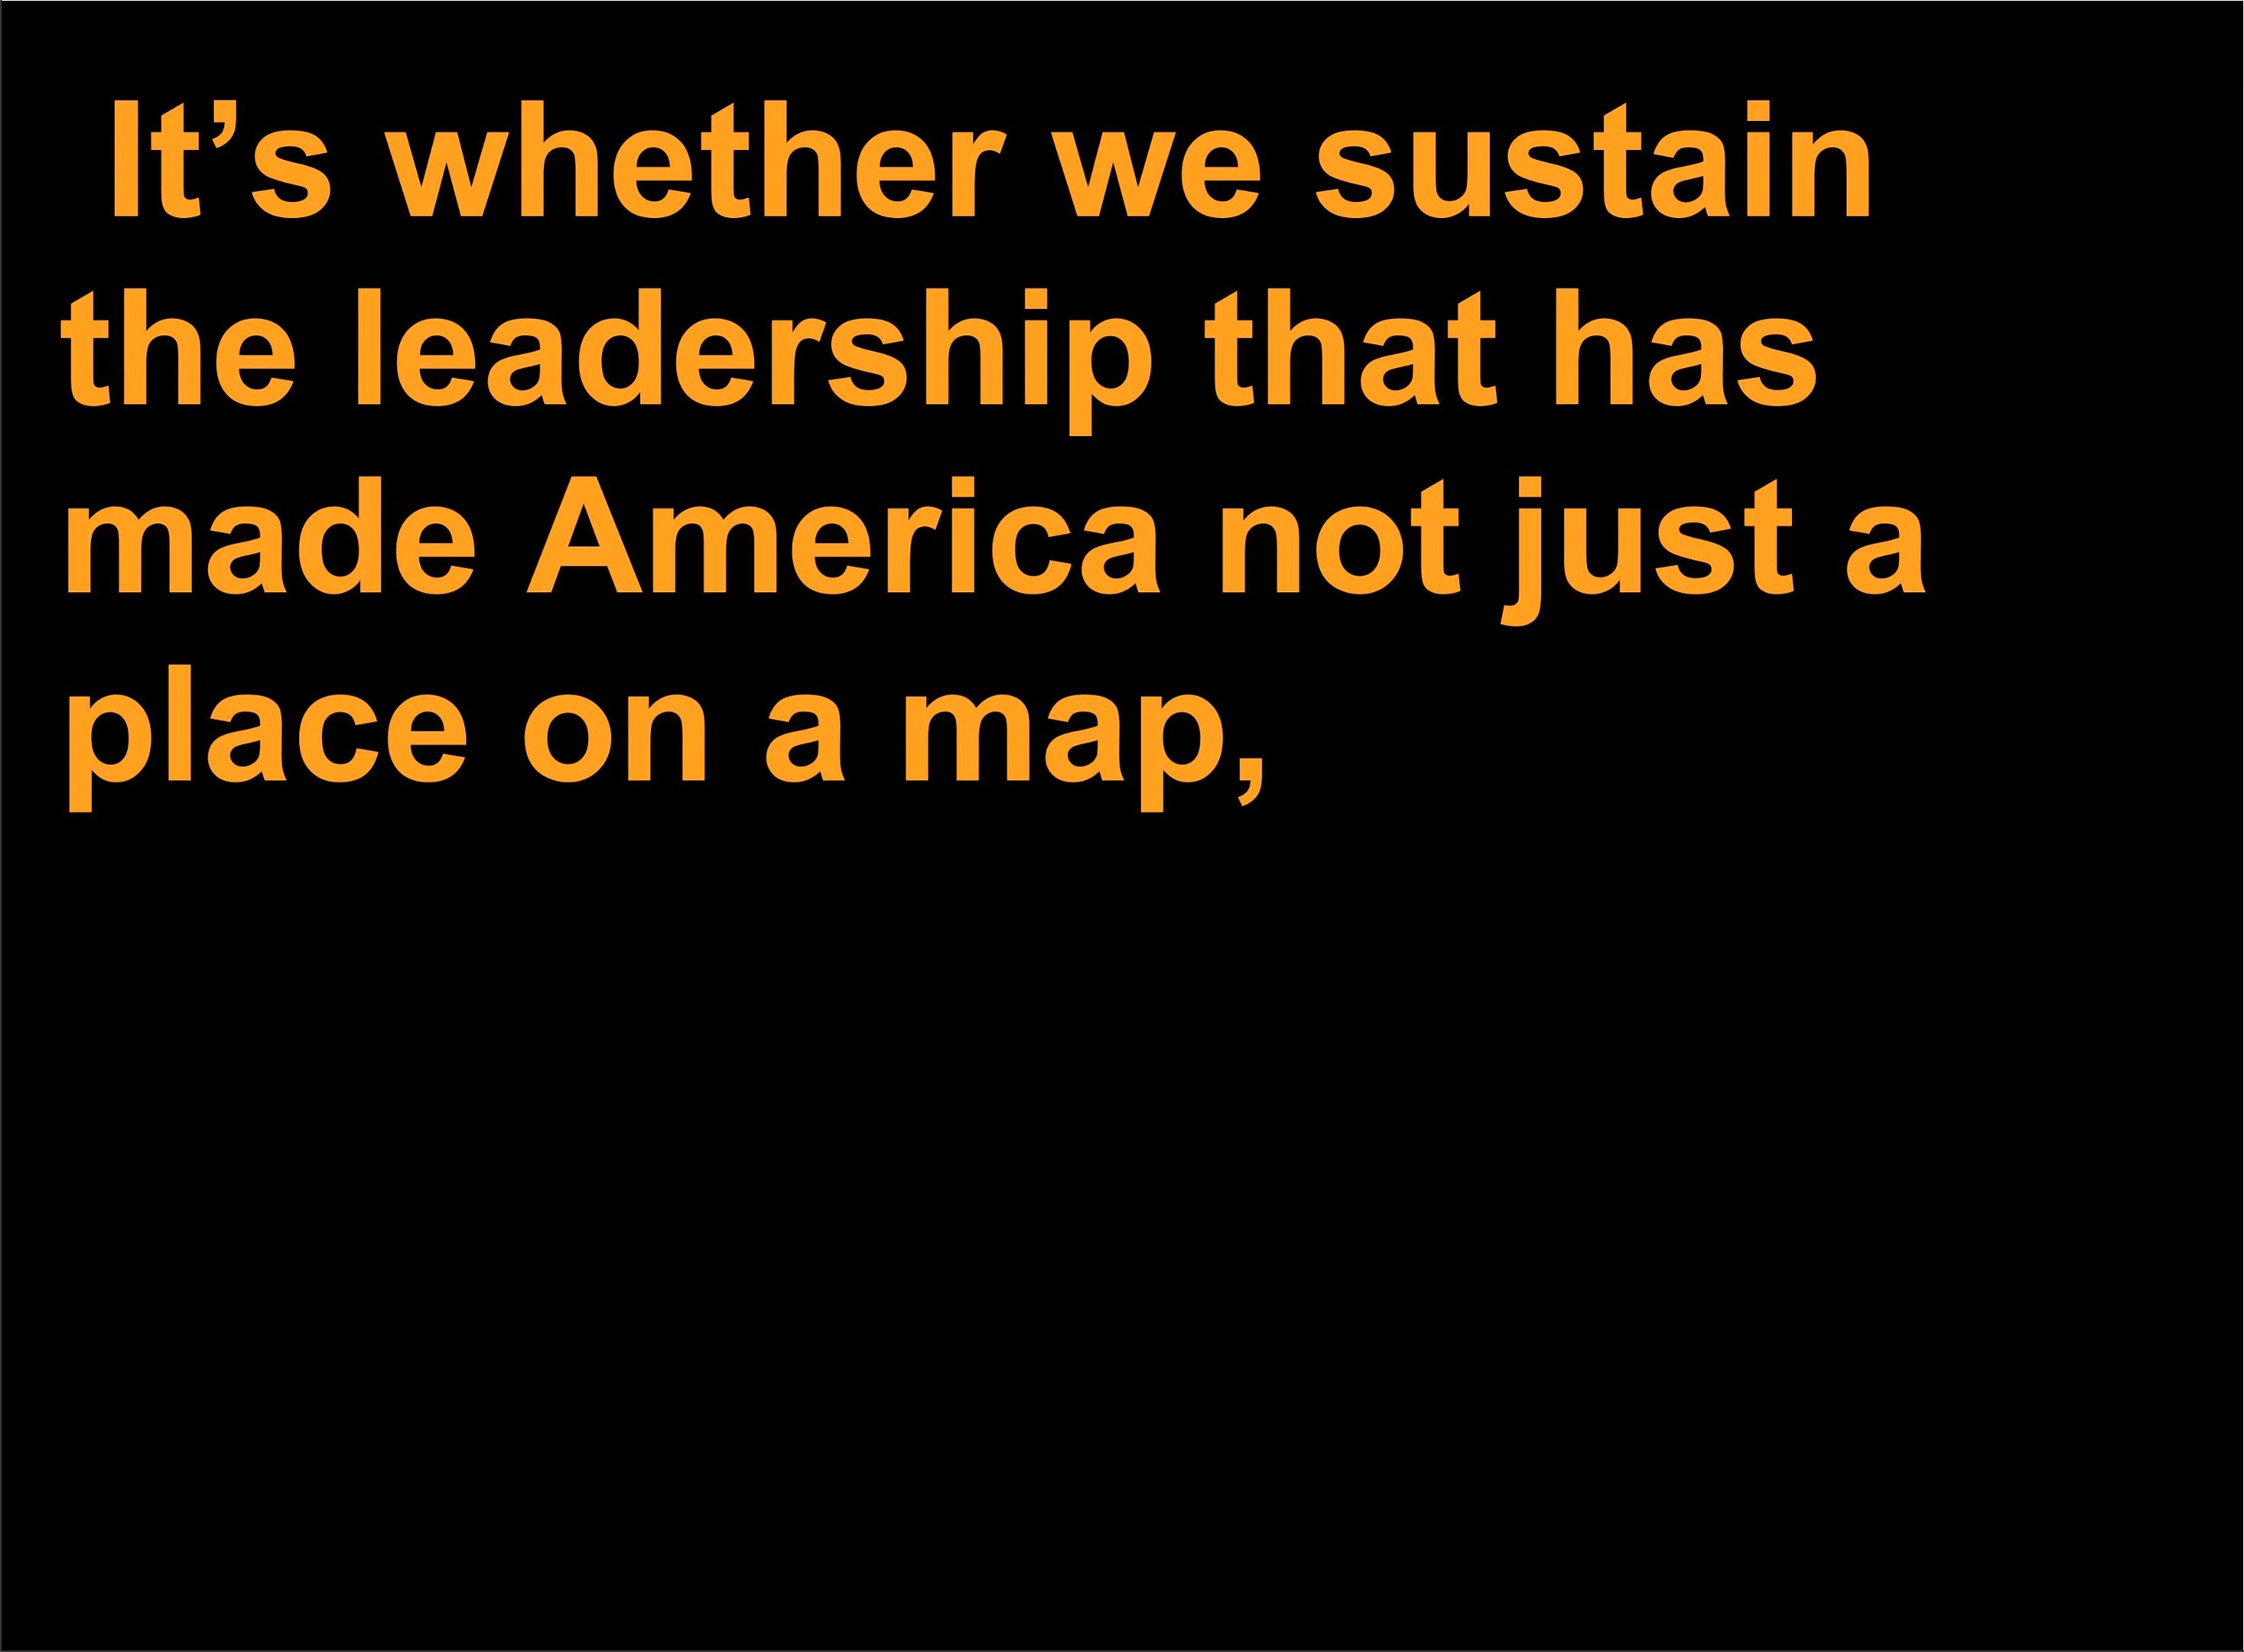 It’s whether we sustain
the leadership that has
made America not just a
place on a map,